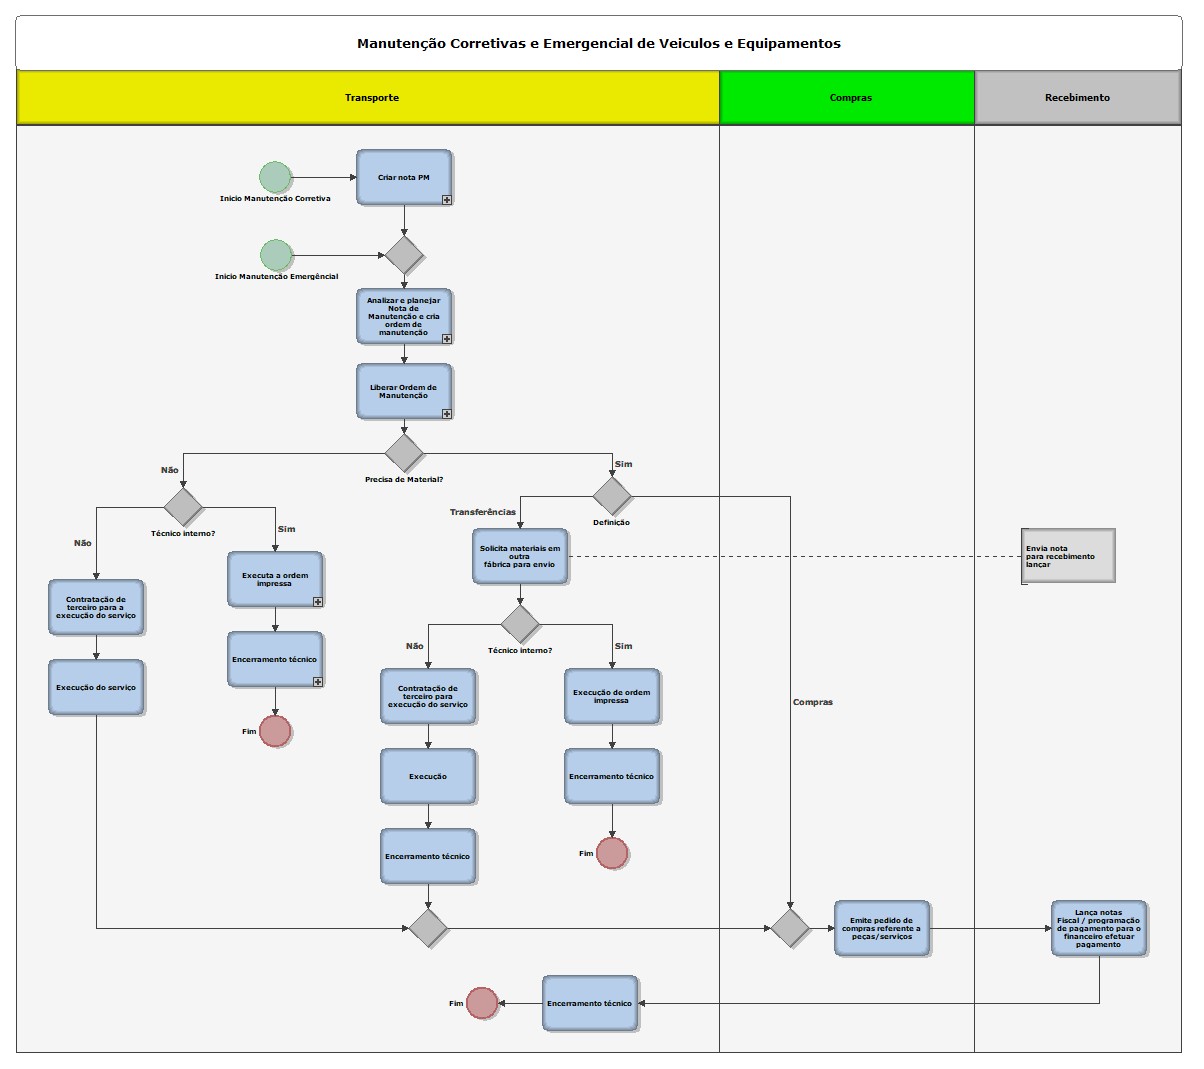 Manutenção Corretivas e Emergencial de Veiculos e Equipamentos
Transporte
Compras
Recebimento
Criar nota PM
Inicio Manutenção Corretiva
Inicio Manutenção Emergêncial
Analizar e planejar
Nota de
Manutenção e cria
ordem de
manutenção
Liberar Ordem de
Manutenção
Não
Sim
Precisa de Material?
Transferências
Definição
Não
Técnico interno?
Sim
Solicita materiais em
outra
fábrica para envio
Envia nota
para recebimento
lançar
Executa a ordem
impressa
Contratação de
terceiro para a
execução do serviço
Não
Técnico interno?
Sim
Encerramento técnico
Execução do serviço
Contratação de
terceiro para
execução do serviço
Execução de ordem
impressa
Compras
Fim
Execução
Encerramento técnico
Encerramento técnico
Fim
Emite pedido de
compras referente a
peças/serviços
Lança notas
Fiscal / programação
de pagamento para o
financeiro efetuar
pagamento
Fim
Encerramento técnico